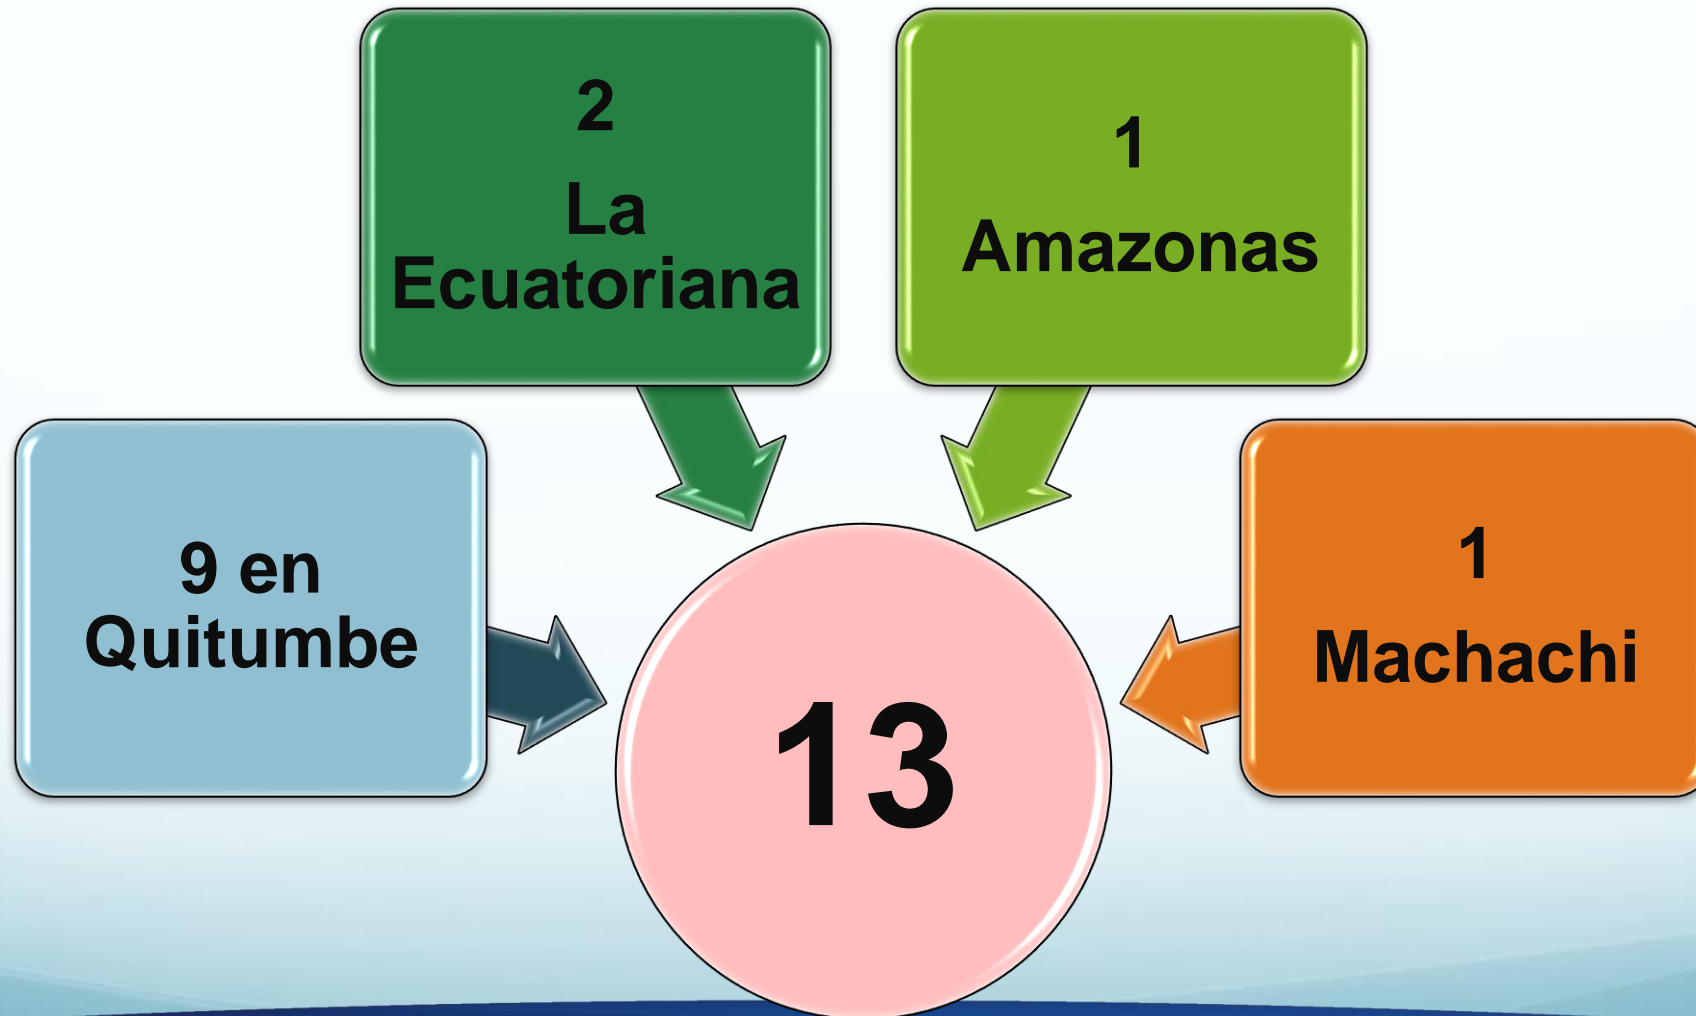 2
La
Ecuatoriana
1
Amazonas
9 en
Quitumbe
1
Machachi
13